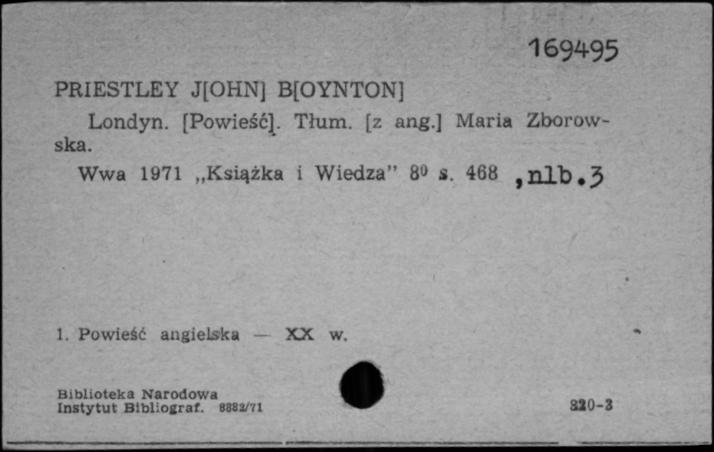 169495
PRIESTLEY J[OHN] B[OYNTON]
Londyn. [Powieść]. Tłum. [z ang.] Maria Zborow-
ska.
Wwa 1971 „Książka i Wiedza” 8⁰ s. 468 , nlb.3
1. Powieść angielska — XX w.
Biblioteka Narodowa
Instytut Bibliograf. 8882/71 820-3